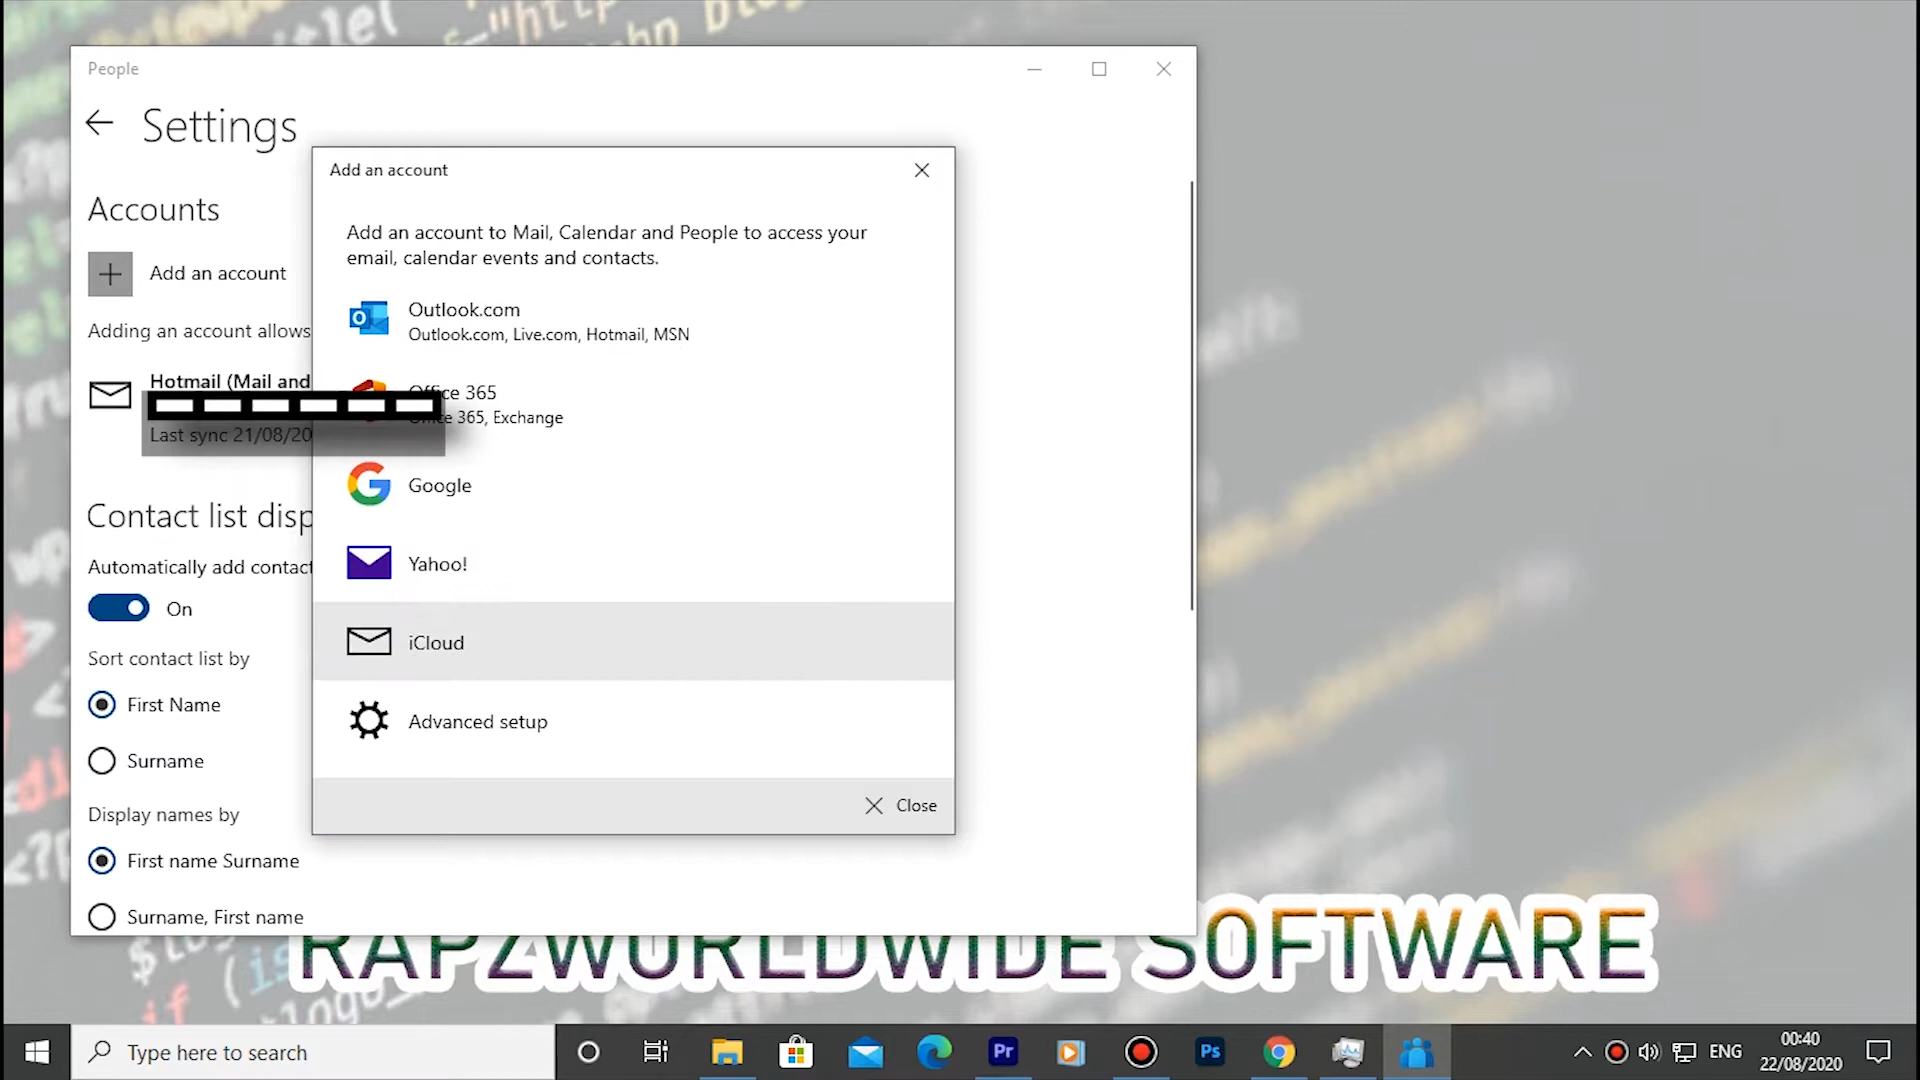 People
Settings
Accounts
Add an account
Adding an account allows
Hotmail (Mail and
Last sync 21/08/20
Contact list disp
Automatically add contact
On
Sort contact list by
First Name
Surname
Display names by
First name Surname
Surname, First name
Add an account
Add an account to Mail, Calendar and People to access your
email, calendar events and contacts.
Outlook.com
Outlook.com, Live.com, Hotmail, MSN
Office 365
Office 365, Exchange
Google
Yahoo!
iCloud
Advanced setup
Close
RAPZWORLDWIDE SOFTWARE
Type here to search
Pr
Ps
ENG
00:40
22/08/2020